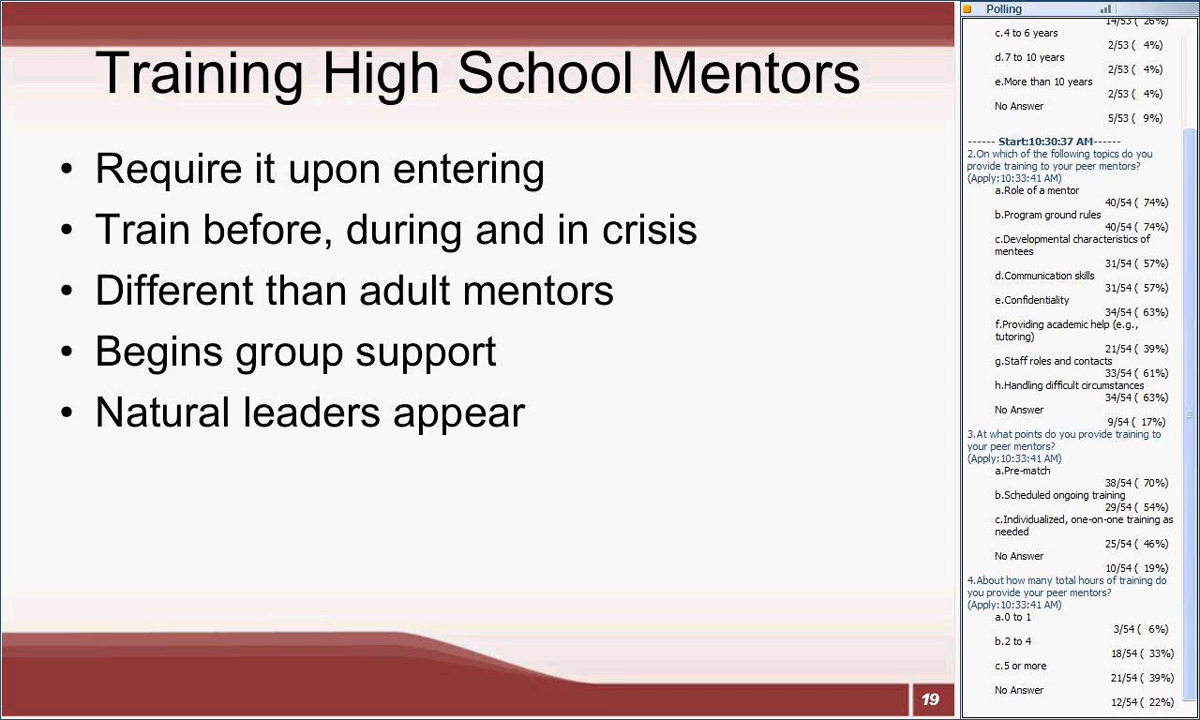 Training High School Mentors
• Require it upon entering
• Train before, during and in crisis
• Different than adult mentors
• Begins group support
• Natural leaders appear
19
Polling
14/53 ( 26%)
c.4 to 6 years
2/53 ( 4%)
d.7 to 10 years
2/53 ( 4%)
e.More than 10 years
2/53 ( 4%)
No Answer
5/53 ( 9%)
------ Start:10:30:37 AM------
2.On which of the following topics do you
provide training to your peer mentors?
(Apply:10:33:41 AM)
a.Role of a mentor
40/54 ( 74%)
b.Program ground rules
40/54 ( 74%)
c.Developmental characteristics of
mentees
31/54 ( 57%)
d.Communication skills
31/54 ( 57%)
e.Confidentiality
34/54 ( 63%)
f.Providing academic help (e.g.,
tutoring)
21/54 ( 39%)
g.Staff roles and contacts
33/54 ( 61%)
h.Handling difficult circumstances
34/54 ( 63%)
No Answer
9/54 ( 17%)
3.At what points do you provide training to
your peer mentors?
(Apply:10:33:41 AM)
a.Pre-match
38/54 ( 70%)
b.Scheduled ongoing training
29/54 ( 54%)
c.Individualized, one-on-one training as
needed
25/54 ( 46%)
No Answer
10/54 ( 19%)
4.About how many total hours of training do
you provide your peer mentors?
(Apply:10:33:41 AM)
a.0 to 1
3/54 ( 6%)
b.2 to 4
18/54 ( 33%)
c.5 or more
21/54 ( 39%)
No Answer
12/54 ( 22%)